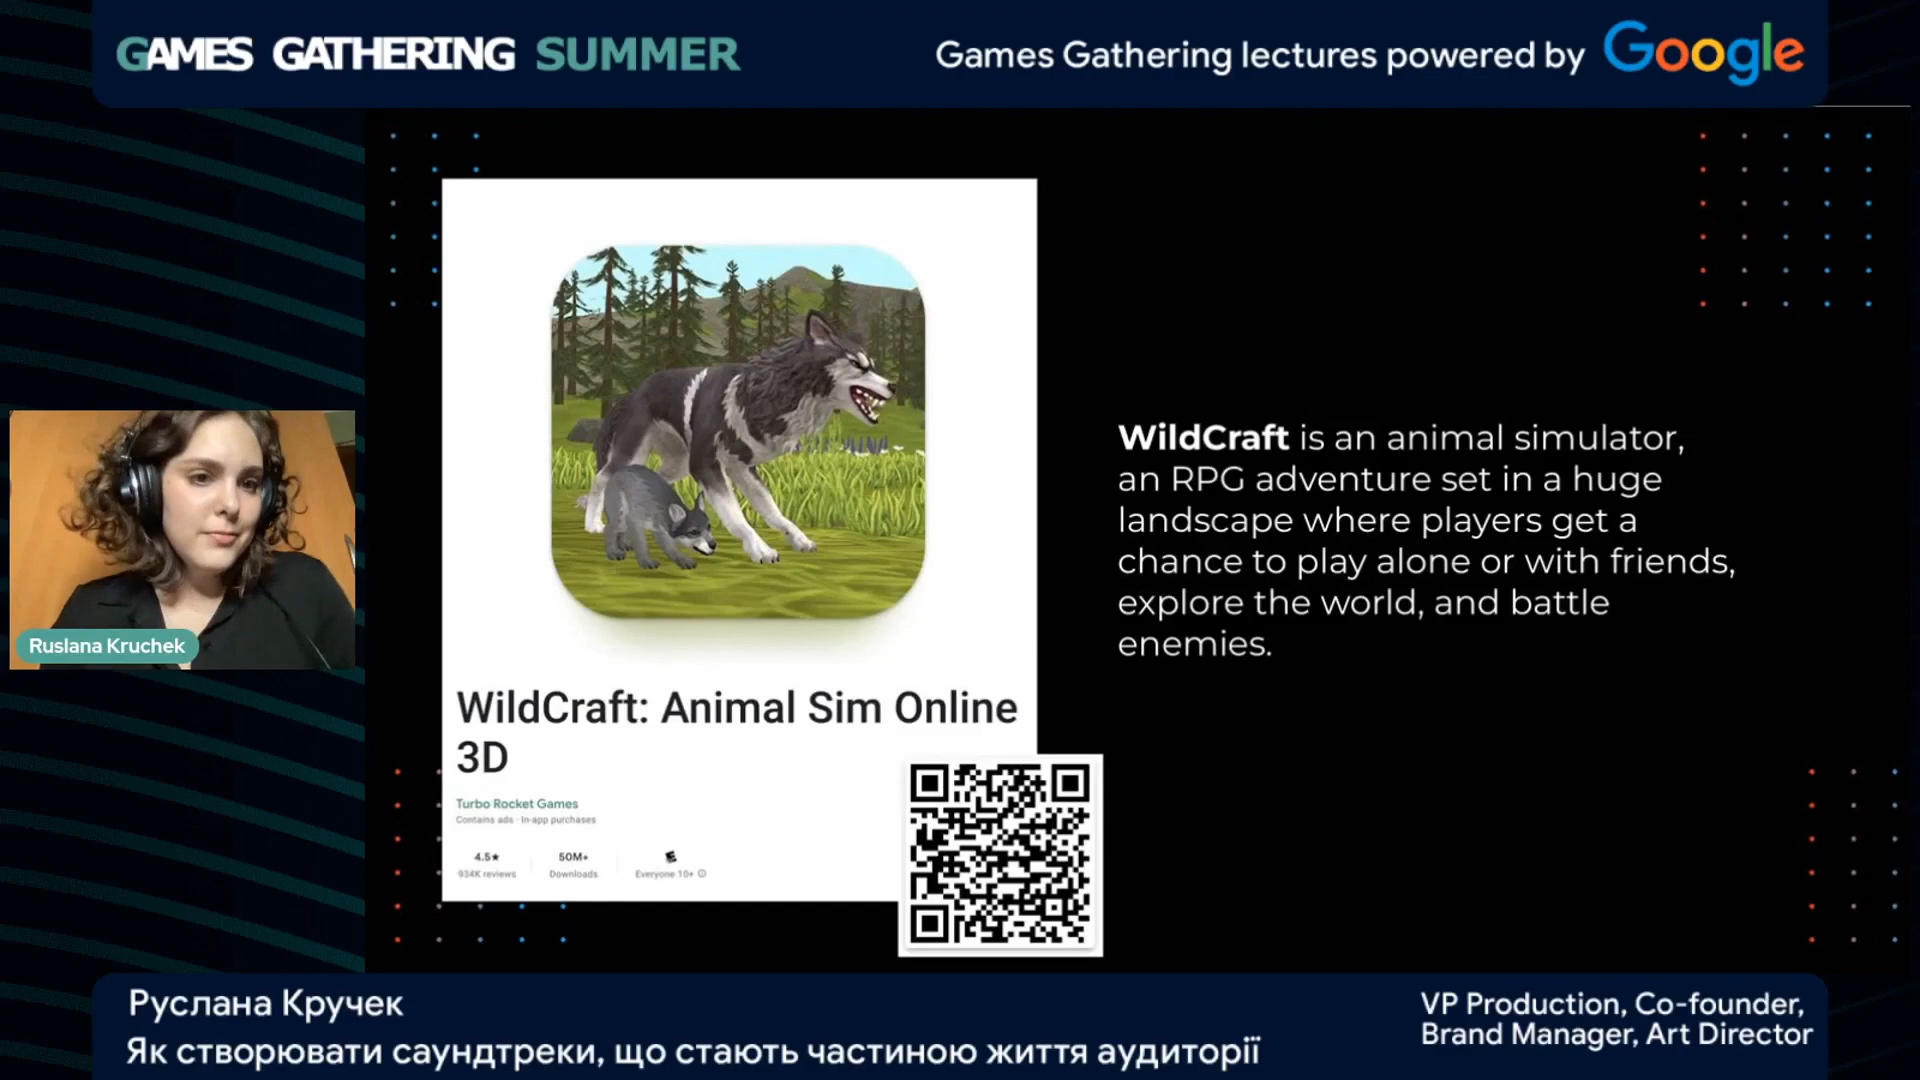 GAMES GATHERING SUMMER
Games Gathering lectures powered by Google
WildCraft is an animal simulator,
an RPG adventure set in a huge
landscape where players get a
chance to play alone or with friends,
explore the world, and battle
enemies.
Ruslana Kruchek
WildCraft: Animal Sim Online
3D
Turbo Rocket Games
Contains ads · In-app purchases
4.5★ 50M+ E
934K reviews Downloads Everyone 10+
Руслана Кручек
Як створювати саундтреки, що стають частиною життя аудиторії
VP Production, Co-founder,
Brand Manager, Art Director